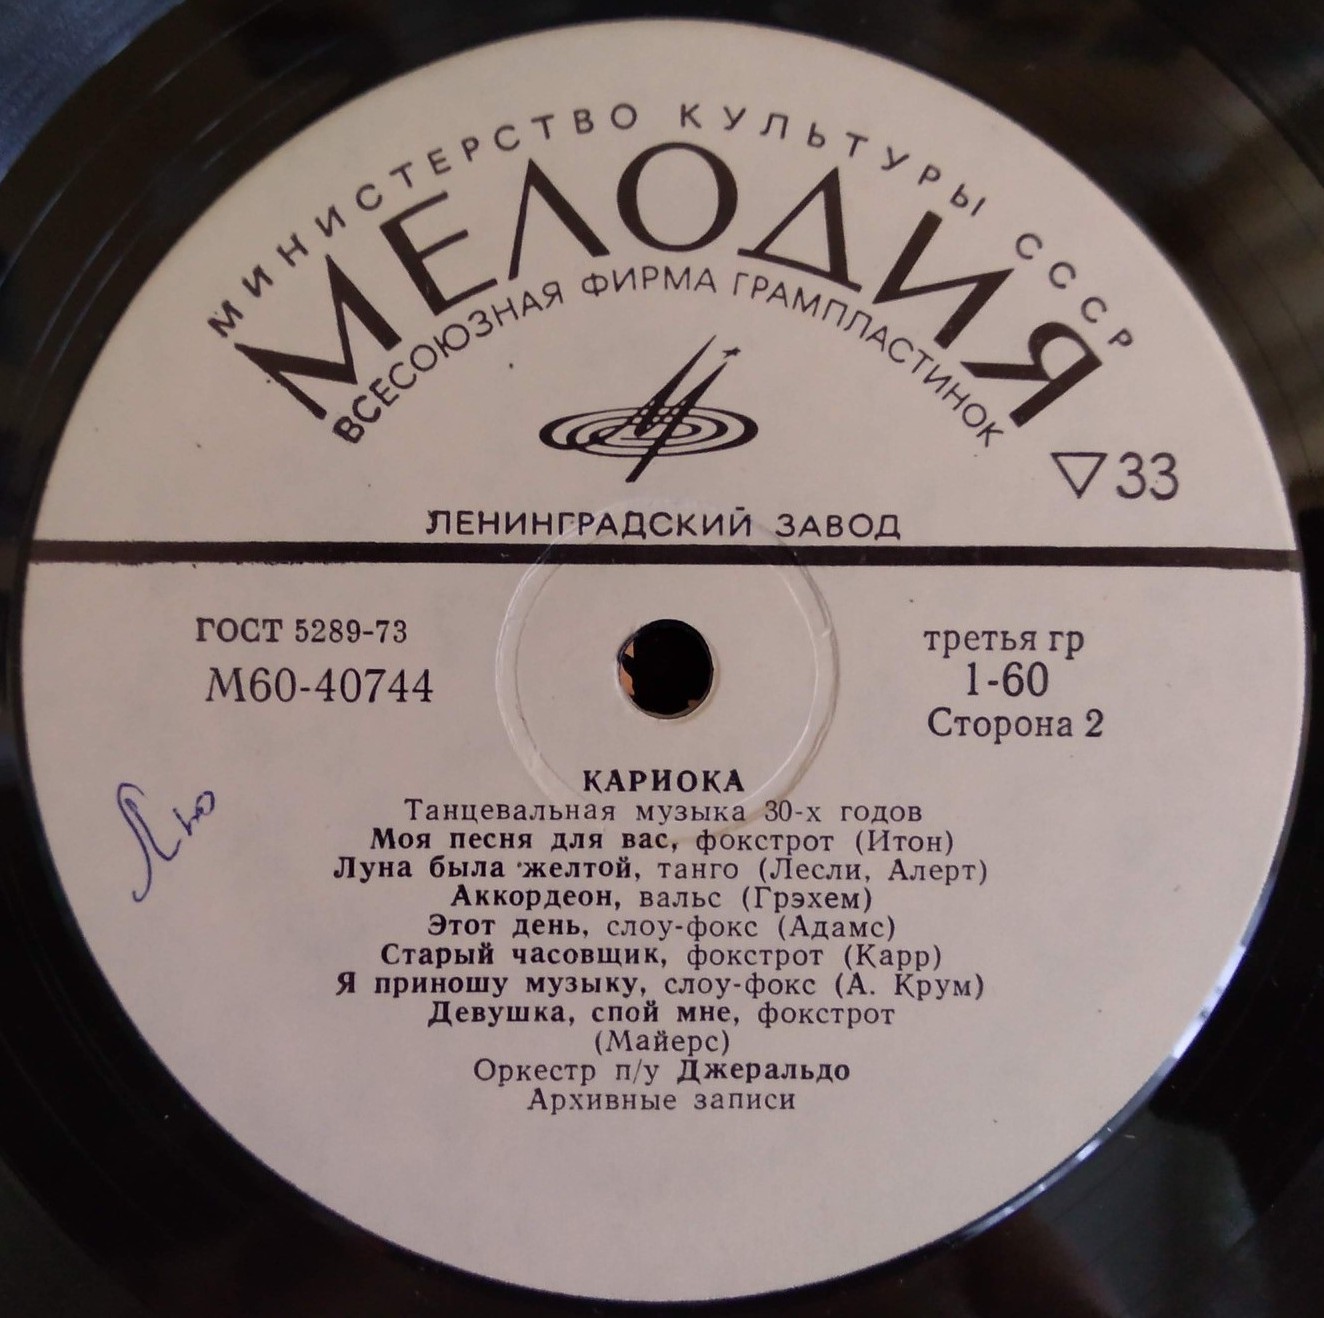 МИНИСТЕРСТВО КУЛЬТУРЫ СССР
МЕЛОДИЯ
ВСЕСОЮЗНАЯ ФИРМА ГРАМПЛАСТИНОК
▽33
ЛЕНИНГРАДСКИЙ ЗАВОД
ГОСТ 5289-73
М60-40744
третья гр
1-60
Сторона 2
КАРИОКА
Танцевальная музыка 30-х годов
Моя песня для вас, фокстрот (Итон)
Луна была желтой, танго (Лесли, Алерт)
Аккордеон, вальс (Грэхем)
Этот день, слоу-фокс (Адамс)
Старый часовщик, фокстрот (Карр)
Я приношу музыку, слоу-фокс (А. Крум)
Девушка, спой мне, фокстрот
(Майерс)
Оркестр п/у Джеральдо
Архивные записи